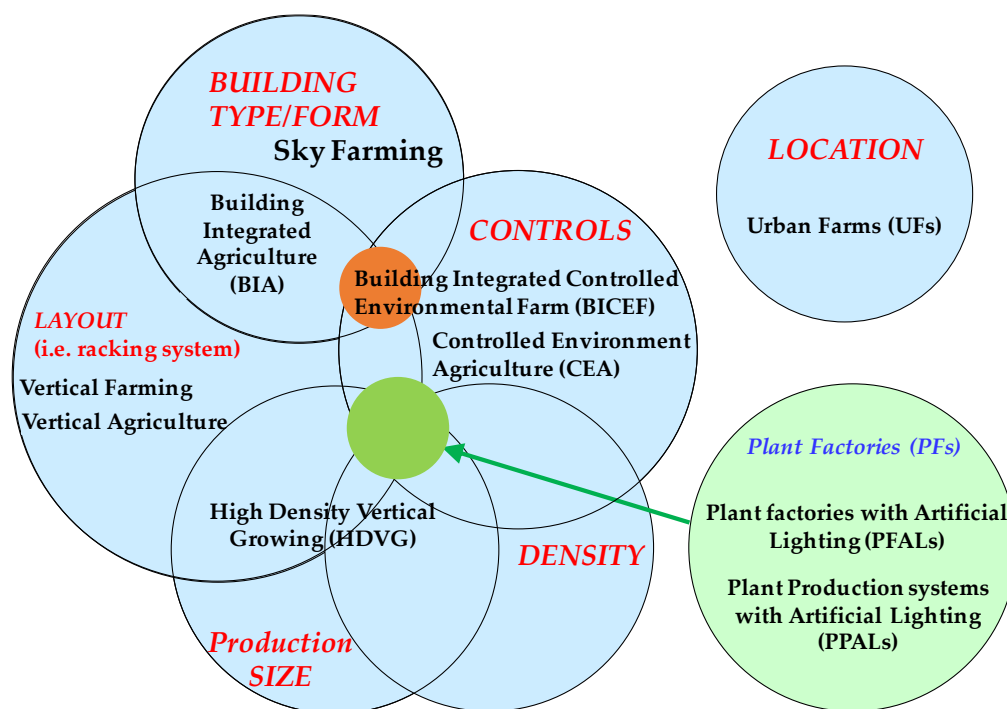 BUILDING
TYPE/FORM
Sky Farming
Building
Integrated
Agriculture
(BIA)
LOCATION
Urban Farms (UFs)
CONTROLS
Building Integrated Controlled
Environmental Farm (BICEF)
Controlled Environment
Agriculture (CEA)
LAYOUT
(i.e. racking system)
Vertical Farming
Vertical Agriculture
High Density Vertical
Growing (HDVG)
DENSITY
Production
SIZE
Plant Factories (PFs)
Plant factories with Artificial
Lighting (PFALs)
Plant Production systems
with Artificial Lighting
(PPALs)